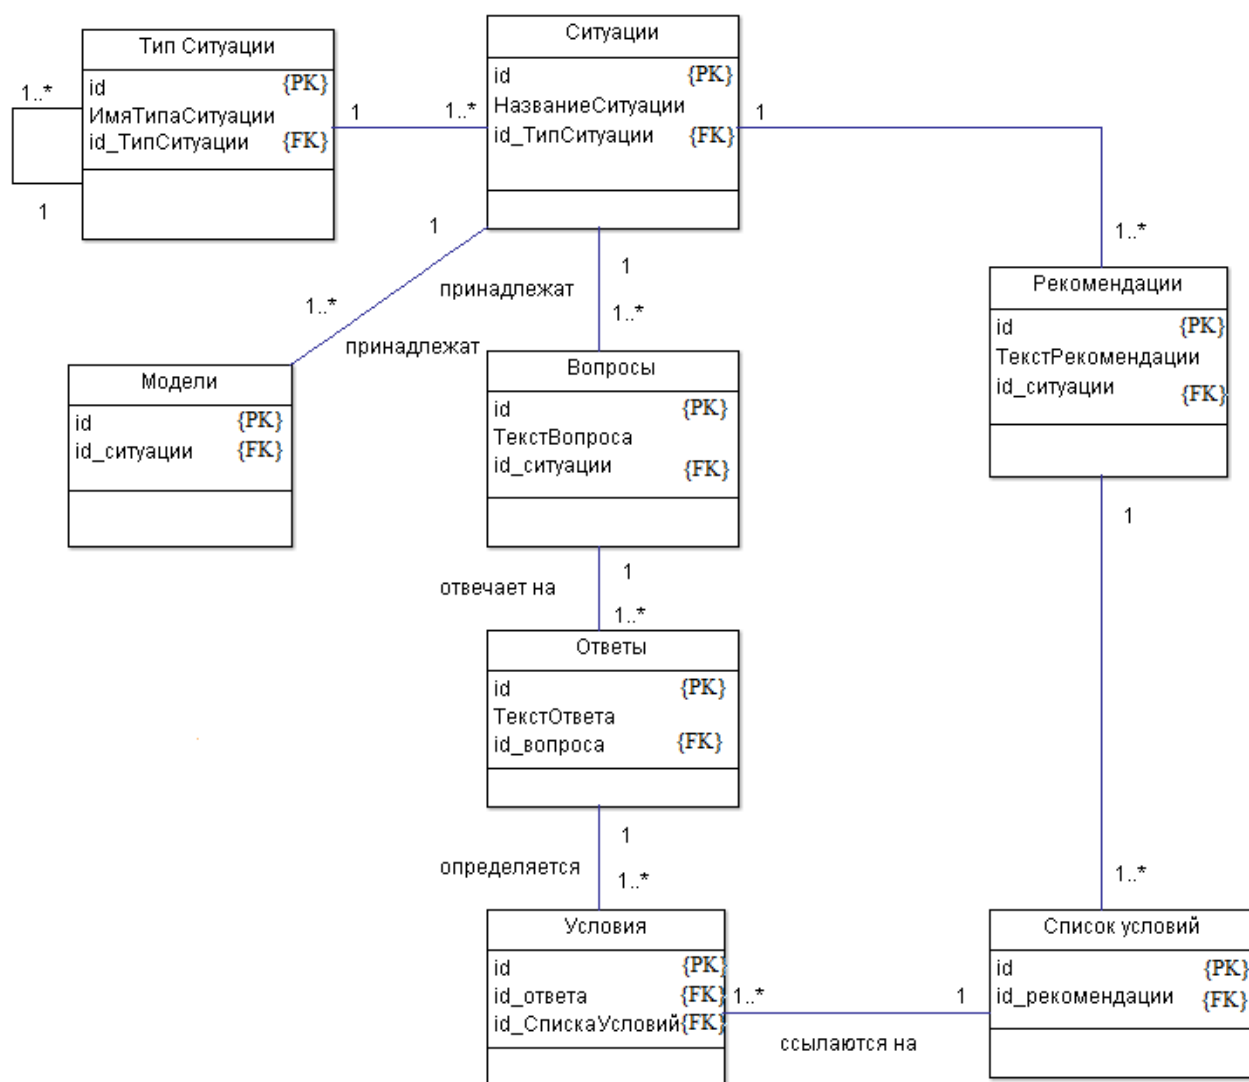 Тип Ситуации
id {PK}
ИмяТипаСитуации
id_ТипСитуации {FK}
1..*
1
1
1..*
Ситуации
id {PK}
НазваниеСитуации
id_ТипСитуации {FK}
1
1..*
1
1..*
принадлежат
1
1..*
принадлежат
Рекомендации
id {PK}
ТекстРекомендации
id_ситуации {FK}
Модели
id {PK}
id_ситуации {FK}
Вопросы
id {PK}
ТекстВопроса
id_ситуации {FK}
1
отвечает на
1..*
Ответы
id {PK}
ТекстОтвета
id_вопроса {FK}
1
определяется
1..*
1
1..*
Условия
id {PK}
id_ответа {FK}
id_СпискаУсловий {FK}
1..*
1
ссылаются на
Список условий
id {PK}
id_рекомендации {FK}